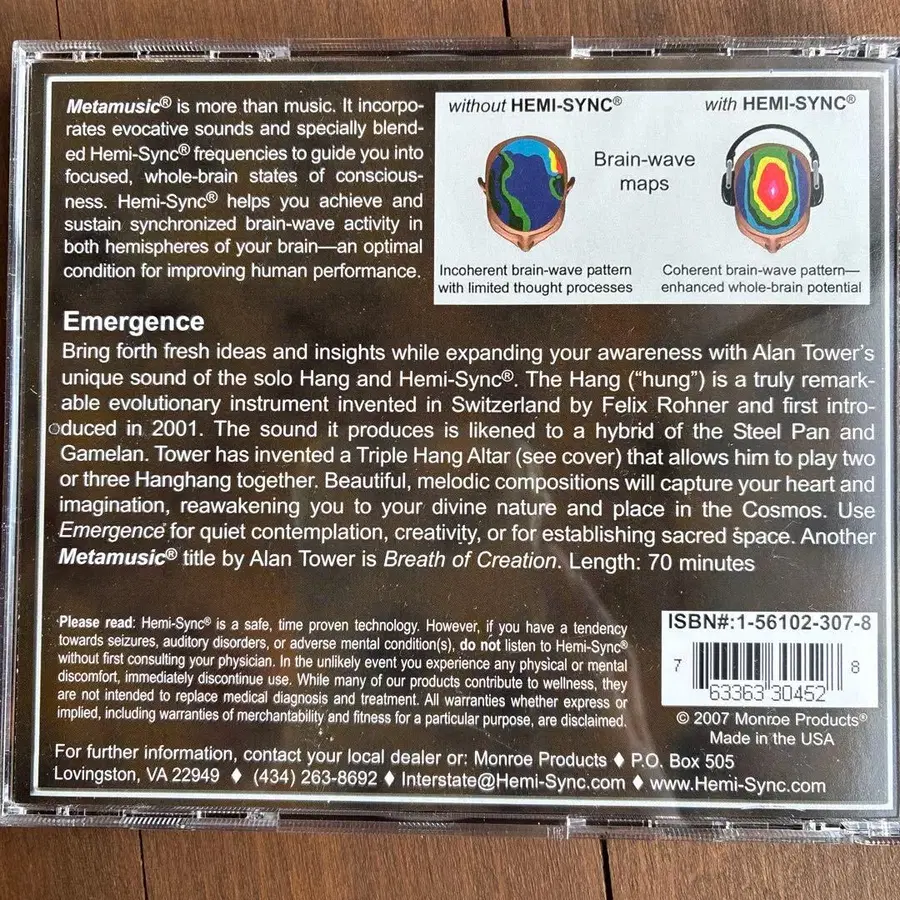 Metamusic® is more than music. It incorpo-
rates evocative sounds and specially blend-
ed Hemi-Sync® frequencies to guide you into
focused, whole-brain states of conscious-
ness. Hemi-Sync® helps you achieve and
sustain synchronized brain-wave activity in
both hemispheres of your brain—an optimal
condition for improving human performance.
without HEMI-SYNC®
with HEMI-SYNC®
Brain-wave
maps
Incoherent brain-wave pattern
with limited thought processes
Coherent brain-wave pattern—
enhanced whole-brain potential
Emergence
Bring forth fresh ideas and insights while expanding your awareness with Alan Tower's
unique sound of the solo Hang and Hemi-Sync®. The Hang (“hung”) is a truly remark-
able evolutionary instrument invented in Switzerland by Felix Rohner and first intro-
duced in 2001. The sound it produces is likened to a hybrid of the Steel Pan and
Gamelan. Tower has invented a Triple Hang Altar (see cover) that allows him to play two
or three Hanghang together. Beautiful, melodic compositions will capture your heart and
imagination, reawakening you to your divine nature and place in the Cosmos. Use
Emergence for quiet contemplation, creativity, or for establishing sacred space. Another
Metamusic® title by Alan Tower is Breath of Creation. Length: 70 minutes
Please read: Hemi-Sync® is a safe, time proven technology. However, if you have a tendency
towards seizures, auditory disorders, or adverse mental condition(s), do not listen to Hemi-Sync®
without first consulting your physician. In the unlikely event you experience any physical or mental
discomfort, immediately discontinue use. While many of our products contribute to wellness, they
are not intended to replace medical diagnosis and treatment. All warranties whether express or
implied, including warranties of merchantability and fitness for a particular purpose, are disclaimed.
ISBN#:1-56102-307-8
7 63363 30452 8
© 2007 Monroe Products®
Made in the USA
For further information, contact your local dealer or: Monroe Products ♦ P.O. Box 505
Lovingston, VA 22949 ♦ (434) 263-8692 ♦ Interstate@Hemi-Sync.com ♦ www.Hemi-Sync.com